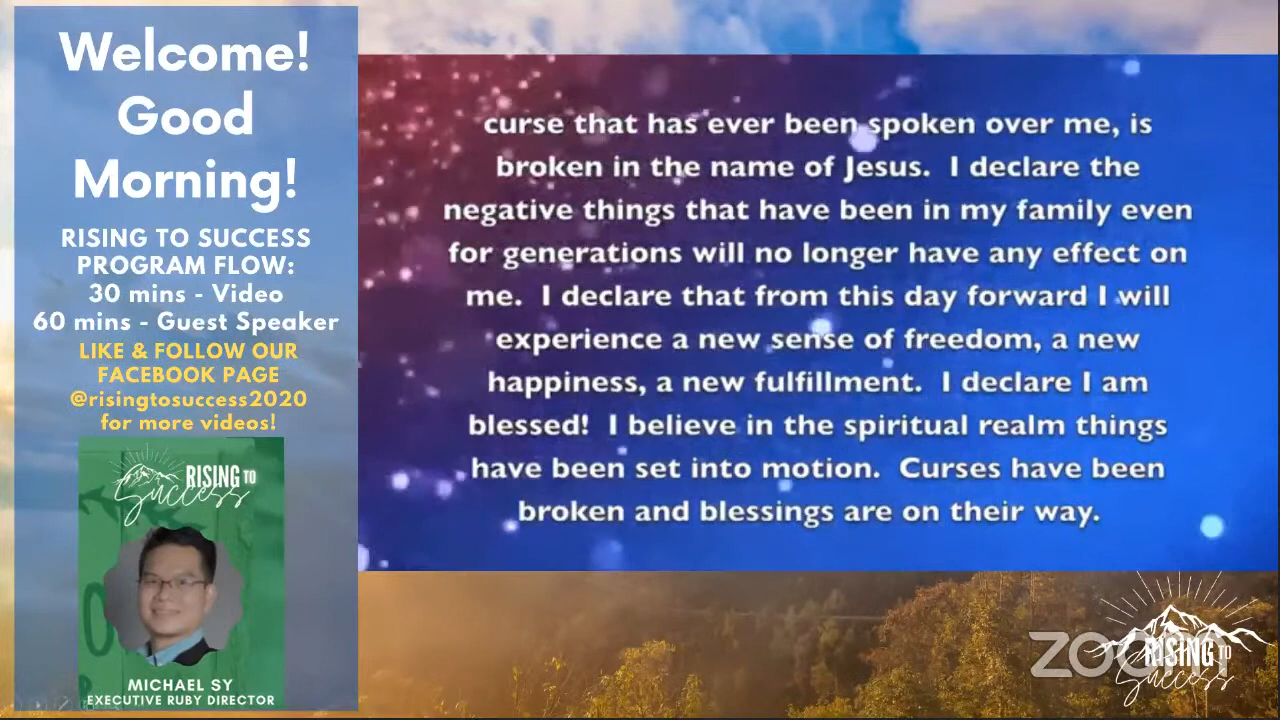 Welcome!
Good
Morning!
RISING TO SUCCESS
PROGRAM FLOW:
30 mins - Video
60 mins - Guest Speaker
LIKE & FOLLOW OUR
FACEBOOK PAGE
@risingtosuccess2020
for more videos!
RISING TO
Success
MICHAEL SY
EXECUTIVE RUBY DIRECTOR
curse that has ever been spoken over me, is
broken in the name of Jesus. I declare the
negative things that have been in my family even
for generations will no longer have any effect on
me. I declare that from this day forward I will
experience a new sense of freedom, a new
happiness, a new fulfillment. I declare I am
blessed! I believe in the spiritual realm things
have been set into motion. Curses have been
broken and blessings are on their way.
zoom
RISING TO
Success